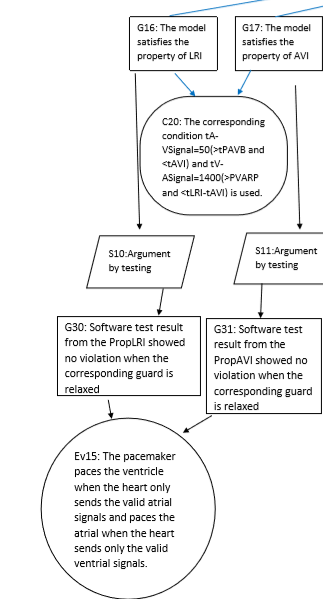 G16: The model
satisfies the
property of LRI
G17: The model
satisfies the
property of AVI
C20: The corresponding
condition tA-
VSignal=50(>tPAVB and
<tAVI) and tV-
ASignal=1400(>PVARP
and <tLRI-tAVI) is used.
S10:Argument
by testing
S11:Argument
by testing
G30: Software test result
from the PropLRI showed
no violation when the
corresponding guard is
relaxed
G31: Software test
result from the
PropAVI showed no
violation when the
corresponding guard
is relaxed
Ev15: The pacemaker
paces the ventricle
when the heart only
sends the valid atrial
signals and paces the
atrial when the heart
sends only the valid
ventrial signals.